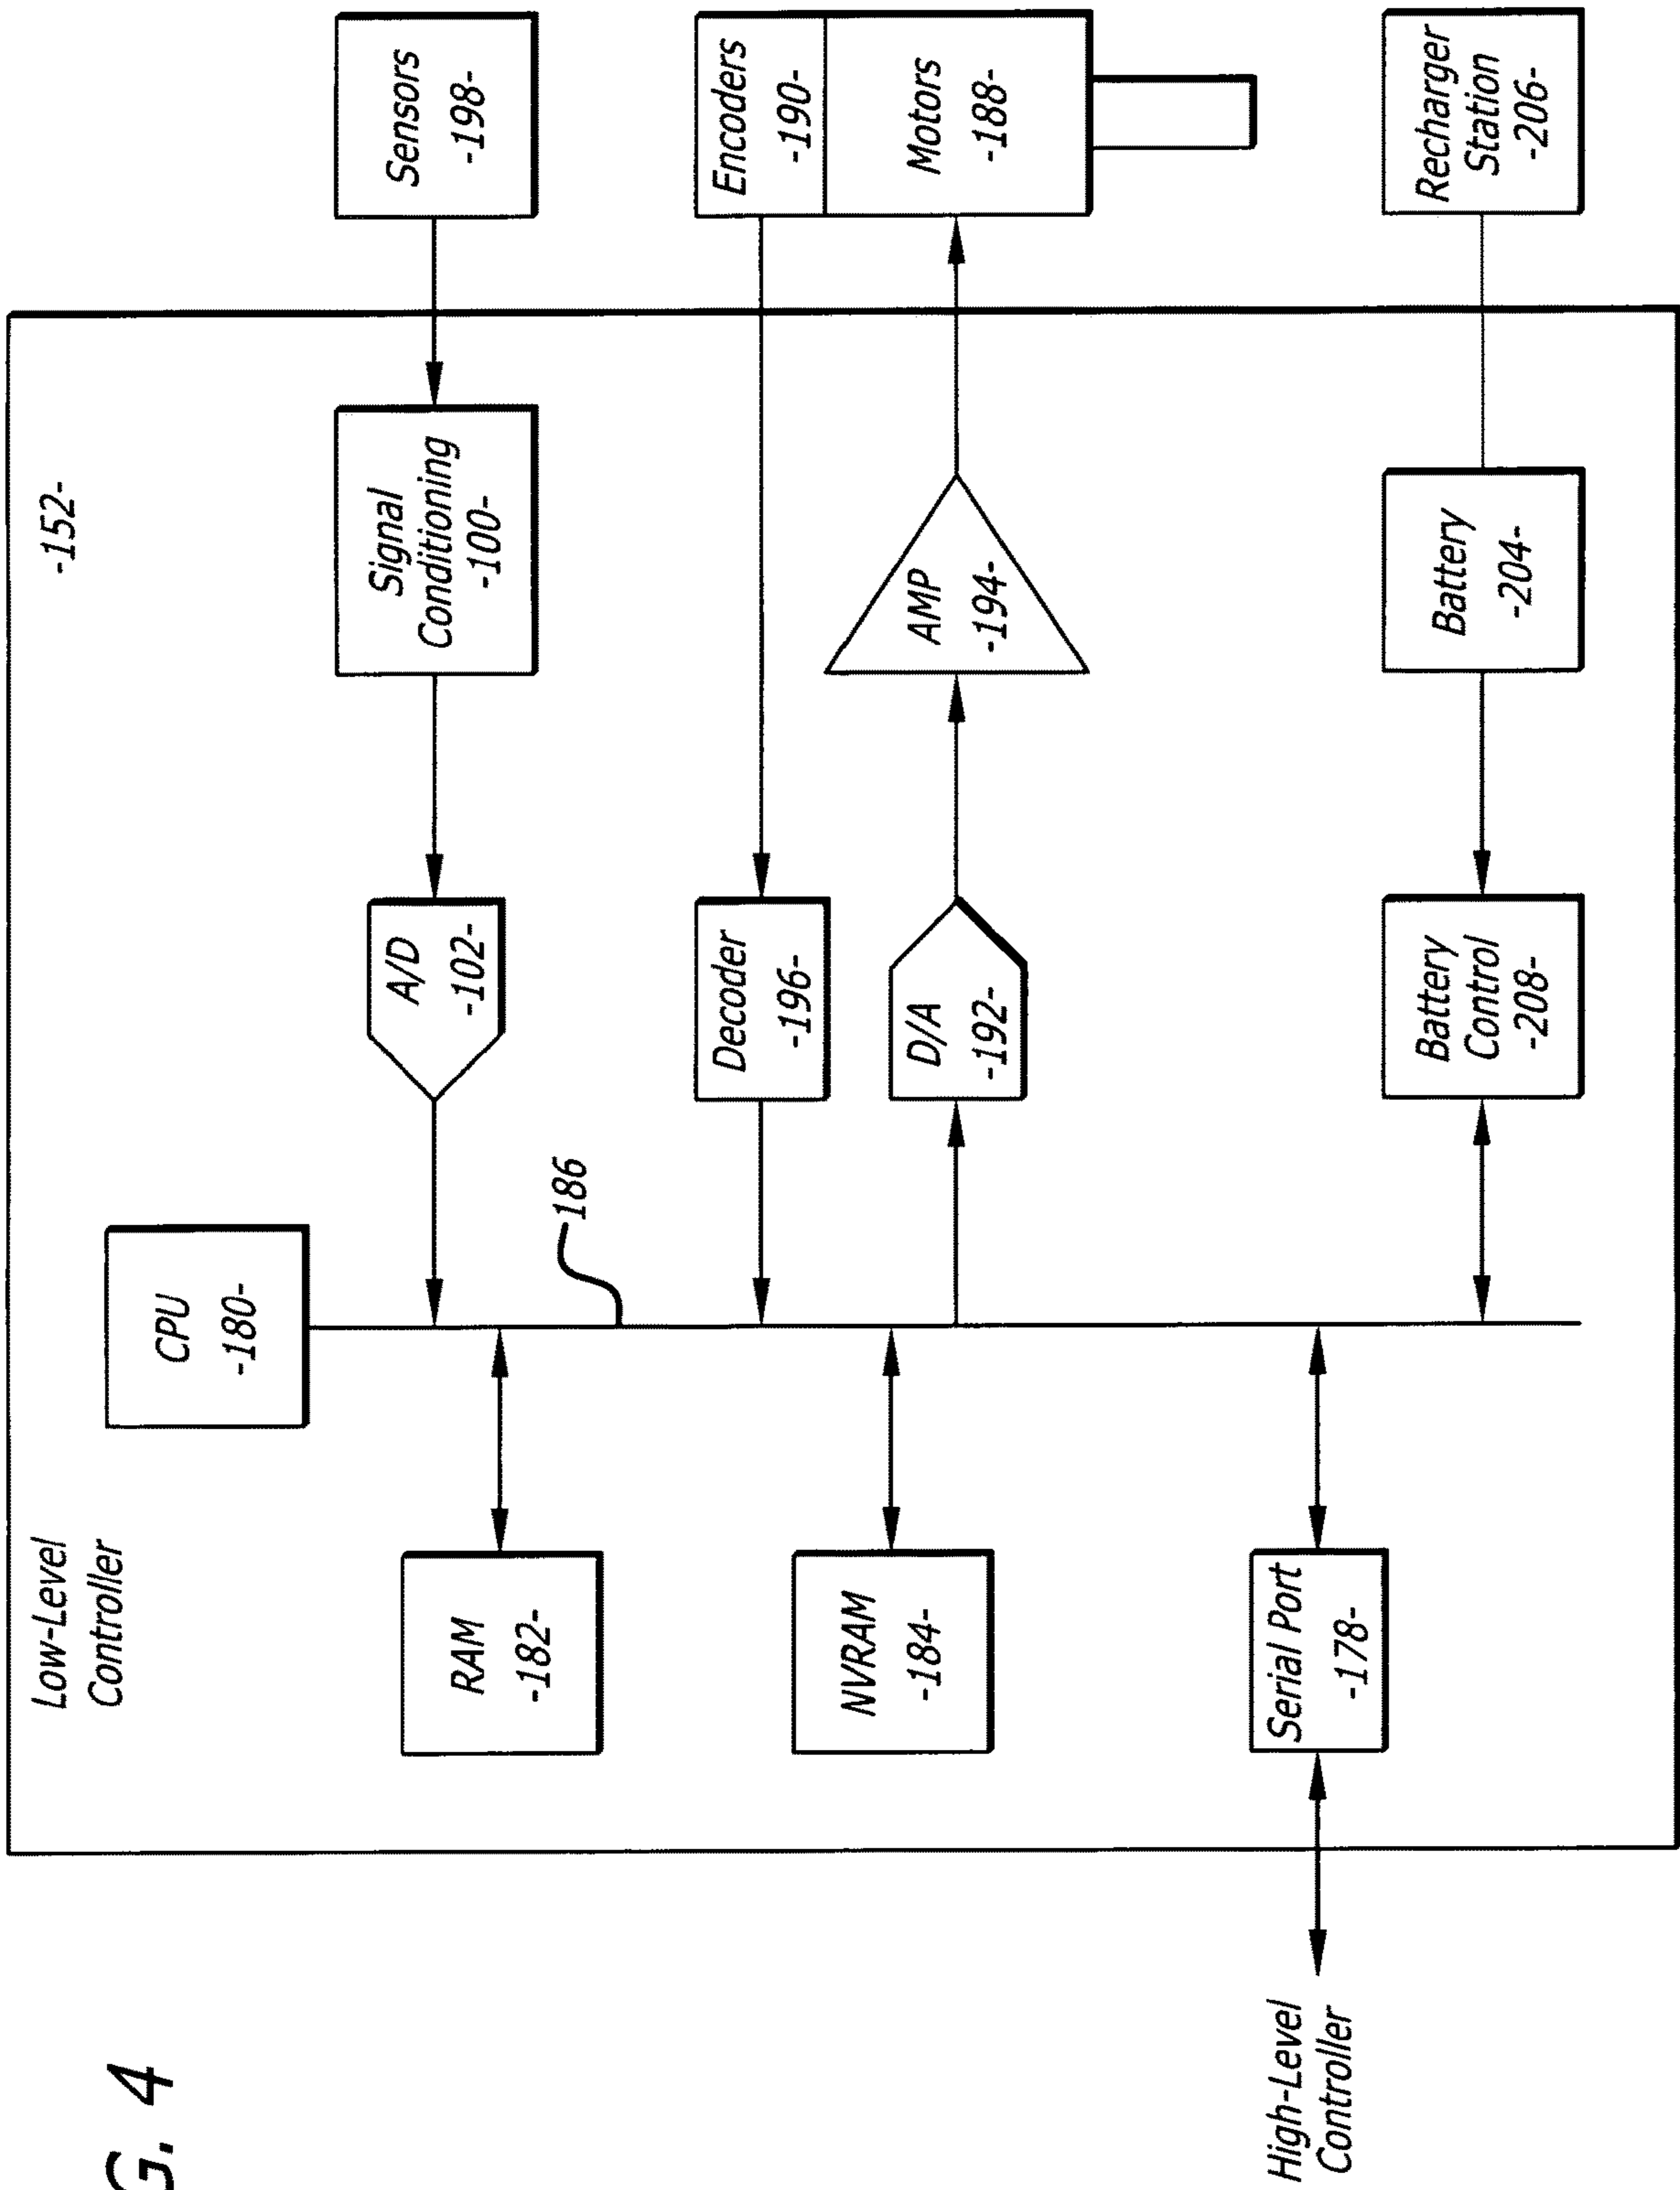 G. 4
Low-Level
Controller
-152-
CPU
-180-
A/D
-102-
Signal
Conditioning
-100-
Sensors
-198-
RAM
-182-
186
Decoder
-196-
Encoders
-190-
NVRAM
-184-
D/A
-192-
AMP
-194-
Motors
-188-
High-Level
Controller
Serial Port
-178-
Battery
Control
-208-
Battery
-204-
Recharger
Station
-206-